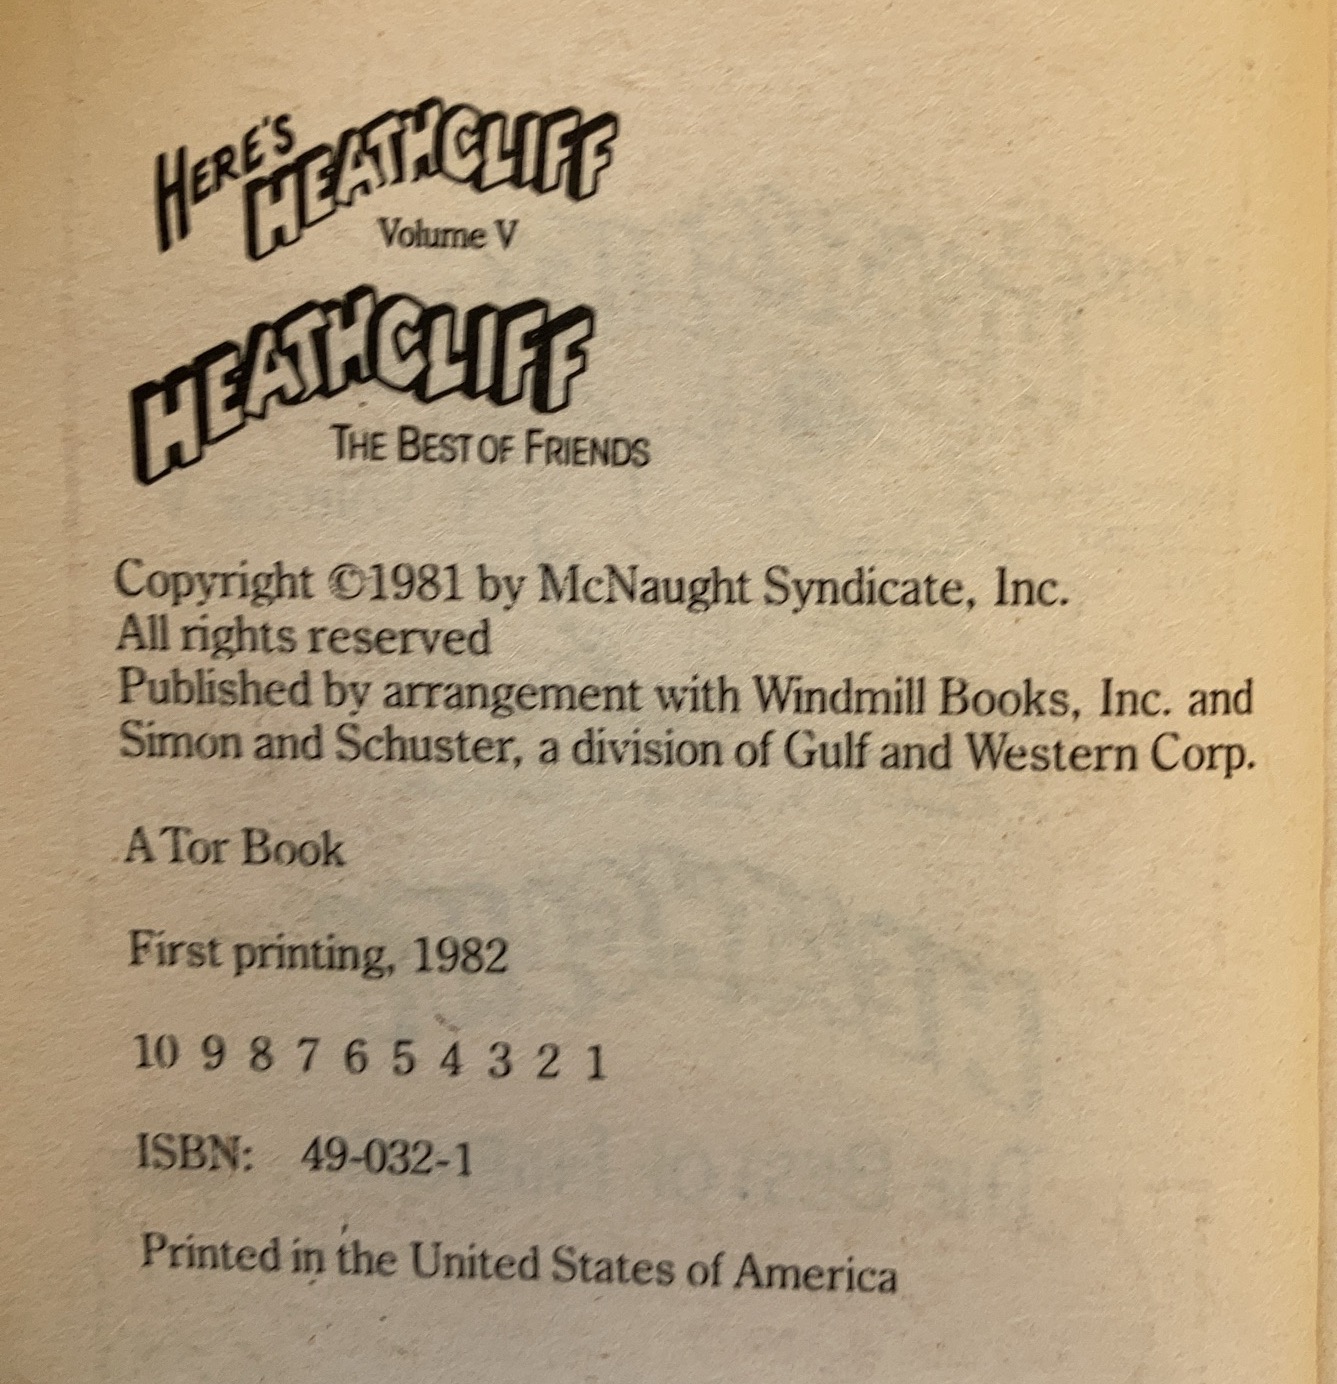 HERE'S
HEATHCLIFF
Volume V
HEATHCLIFF
THE BEST OF FRIENDS
Copyright ©1981 by McNaught Syndicate, Inc.
All rights reserved
Published by arrangement with Windmill Books, Inc. and
Simon and Schuster, a division of Gulf and Western Corp.
A Tor Book
First printing, 1982
10 9 8 7 6 5 4 3 2 1
ISBN: 49-032-1
Printed in the United States of America